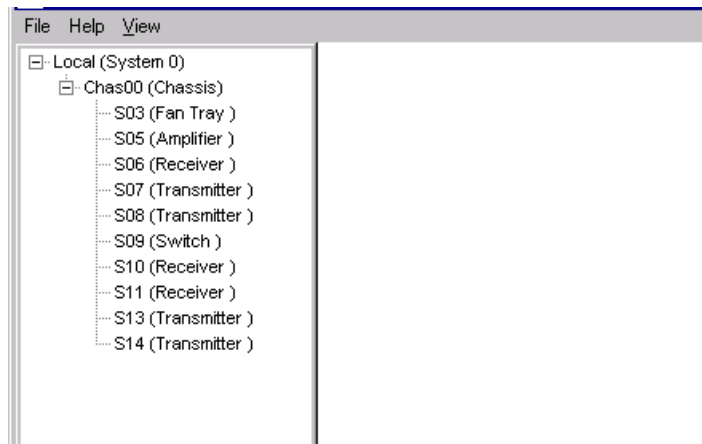 File Help View
Local (System 0)
Chas00 (Chassis)
S03 (Fan Tray )
S05 (Amplifier )
S06 (Receiver )
S07 (Transmitter )
S08 (Transmitter )
S09 (Switch )
S10 (Receiver )
S11 (Receiver )
S13 (Transmitter )
S14 (Transmitter )